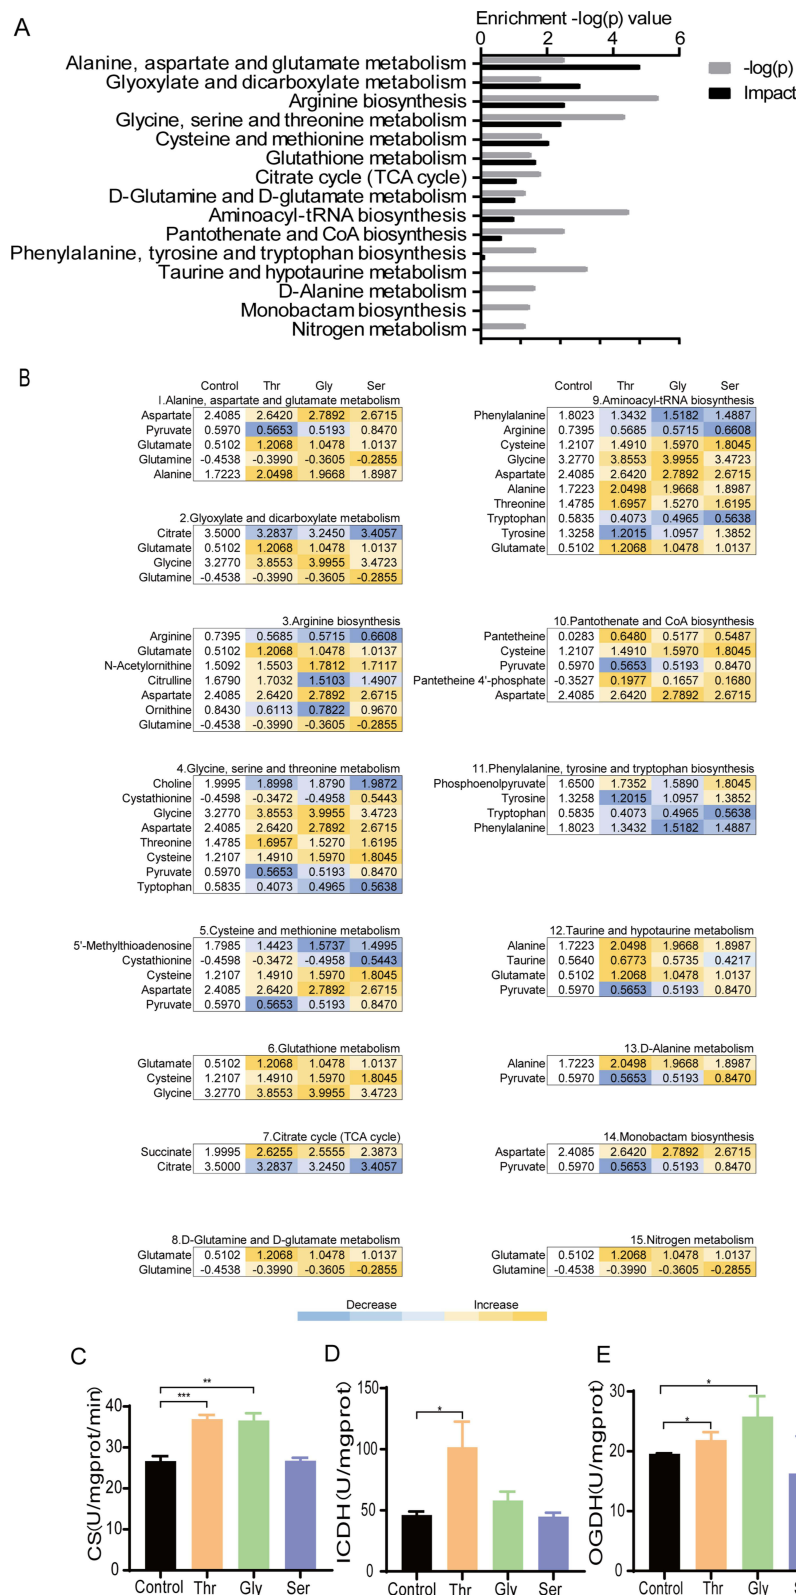 A
Enrichment -log(p) value
0 2 4 6
Alanine, aspartate and glutamate metabolism
Glyoxylate and dicarboxylate metabolism
Arginine biosynthesis
Glycine, serine and threonine metabolism
Cysteine and methionine metabolism
Glutathione metabolism
Citrate cycle (TCA cycle)
D-Glutamine and D-glutamate metabolism
Aminoacyl-tRNA biosynthesis
Pantothenate and CoA biosynthesis
Phenylalanine, tyrosine and tryptophan biosynthesis
Taurine and hypotaurine metabolism
D-Alanine metabolism
Monobactam biosynthesis
Nitrogen metabolism
-log(p)
Impact
B
Control Thr Gly Ser
1.Alanine, aspartate and glutamate metabolism
Aspartate 2.4085 2.6420 2.7892 2.6715
Pyruvate 0.5970 0.5653 0.5193 0.8470
Glutamate 0.5102 1.2068 1.0478 1.0137
Glutamine -0.4538 -0.3990 -0.3605 -0.2855
Alanine 1.7223 2.0498 1.9668 1.8987
2.Glyoxylate and dicarboxylate metabolism
Citrate 3.5000 3.2837 3.2450 3.4057
Glutamate 0.5102 1.2068 1.0478 1.0137
Glycine 3.2770 3.8553 3.9955 3.4723
Glutamine -0.4538 -0.3990 -0.3605 -0.2855
3.Arginine biosynthesis
Arginine 0.7395 0.5685 0.5715 0.6608
Glutamate 0.5102 1.2068 1.0478 1.0137
N-Acetylornithine 1.5092 1.5503 1.7812 1.7117
Citrulline 1.6790 1.7032 1.5103 1.4907
Aspartate 2.4085 2.6420 2.7892 2.6715
Ornithine 0.8430 0.6113 0.7822 0.9670
Glutamine -0.4538 -0.3990 -0.3605 -0.2855
4.Glycine, serine and threonine metabolism
Choline 1.9995 1.8998 1.8790 1.9872
Cystathionine -0.4598 -0.3472 -0.4958 0.5443
Glycine 3.2770 3.8553 3.9955 3.4723
Aspartate 2.4085 2.6420 2.7892 2.6715
Threonine 1.4785 1.6957 1.5270 1.6195
Cysteine 1.2107 1.4910 1.5970 1.8045
Pyruvate 0.5970 0.5653 0.5193 0.8470
Typtophan 0.5835 0.4073 0.4965 0.5638
5.Cysteine and methionine metabolism
5'-Methylthioadenosine 1.7985 1.4423 1.5737 1.4995
Cystathionine -0.4598 -0.3472 -0.4958 0.5443
Cysteine 1.2107 1.4910 1.5970 1.8045
Aspartate 2.4085 2.6420 2.7892 2.6715
Pyruvate 0.5970 0.5653 0.5193 0.8470
6.Glutathione metabolism
Glutamate 0.5102 1.2068 1.0478 1.0137
Cysteine 1.2107 1.4910 1.5970 1.8045
Glycine 3.2770 3.8553 3.9955 3.4723
7.Citrate cycle (TCA cycle)
Succinate 1.9995 2.6255 2.5555 2.3873
Citrate 3.5000 3.2837 3.2450 3.4057
8.D-Glutamine and D-glutamate metabolism
Glutamate 0.5102 1.2068 1.0478 1.0137
Glutamine -0.4538 -0.3990 -0.3605 -0.2855
Control Thr Gly Ser
9.Aminoacyl-tRNA biosynthesis
Phenylalanine 1.8023 1.3432 1.5182 1.4887
Arginine 0.7395 0.5685 0.5715 0.6608
Cysteine 1.2107 1.4910 1.5970 1.8045
Glycine 3.2770 3.8553 3.9955 3.4723
Aspartate 2.4085 2.6420 2.7892 2.6715
Alanine 1.7223 2.0498 1.9668 1.8987
Threonine 1.4785 1.6957 1.5270 1.6195
Tryptophan 0.5835 0.4073 0.4965 0.5638
Tyrosine 1.3258 1.2015 1.0957 1.3852
Glutamate 0.5102 1.2068 1.0478 1.0137
10.Pantothenate and CoA biosynthesis
Pantetheine 0.0283 0.6480 0.5177 0.5487
Cysteine 1.2107 1.4910 1.5970 1.8045
Pyruvate 0.5970 0.5653 0.5193 0.8470
Pantetheine 4'-phosphate -0.3527 0.1977 0.1657 0.1680
Aspartate 2.4085 2.6420 2.7892 2.6715
11.Phenylalanine, tyrosine and tryptophan biosynthesis
Phosphoenolpyruvate 1.6500 1.7352 1.5890 1.8045
Tyrosine 1.3258 1.2015 1.0957 1.3852
Tryptophan 0.5835 0.4073 0.4965 0.5638
Phenylalanine 1.8023 1.3432 1.5182 1.4887
12.Taurine and hypotaurine metabolism
Alanine 1.7223 2.0498 1.9668 1.8987
Taurine 0.5640 0.6773 0.5735 0.4217
Glutamate 0.5102 1.2068 1.0478 1.0137
Pyruvate 0.5970 0.5653 0.5193 0.8470
13.D-Alanine metabolism
Alanine 1.7223 2.0498 1.9668 1.8987
Pyruvate 0.5970 0.5653 0.5193 0.8470
14.Monobactam biosynthesis
Aspartate 2.4085 2.6420 2.7892 2.6715
Pyruvate 0.5970 0.5653 0.5193 0.8470
15.Nitrogen metabolism
Glutamate 0.5102 1.2068 1.0478 1.0137
Glutamine -0.4538 -0.3990 -0.3605 -0.2855
Decrease Increase
C
CS(U/mgprot/min)
40
30
20
10
0
***
**
Control Thr Gly Ser
D
ICDH(U/mgprot)
150
100
50
0
*
Control Thr Gly Ser
E
OGDH(U/mgprot)
30
20
10
0
*
*
Control Thr Gly